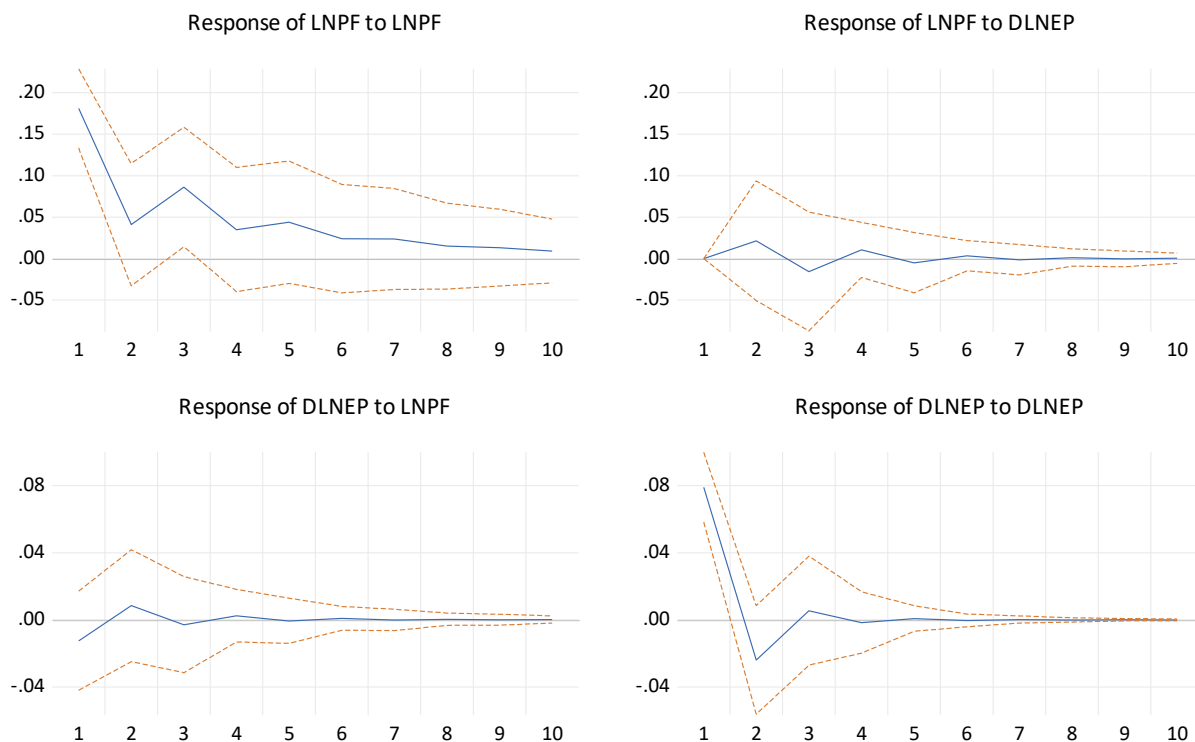 Response of LNPF to LNPF
.20
.15
.10
.05
.00
-.05
1 2 3 4 5 6 7 8 9 10
Response of LNPF to DLNEP
.20
.15
.10
.05
.00
-.05
1 2 3 4 5 6 7 8 9 10
Response of DLNEP to LNPF
.08
.04
.00
-.04
1 2 3 4 5 6 7 8 9 10
Response of DLNEP to DLNEP
.08
.04
.00
-.04
1 2 3 4 5 6 7 8 9 10